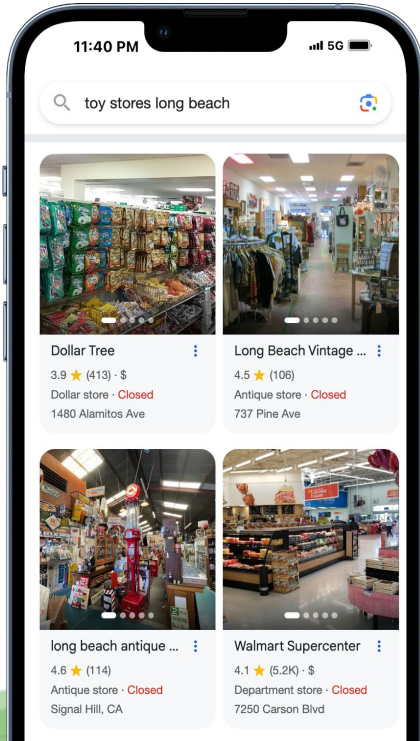 11:40 PM
5G
toy stores long beach
Dollar Tree
3.9 (413) · $
Dollar store · Closed
1480 Alamitos Ave
Long Beach Vintage ...
4.5 (106)
Antique store · Closed
737 Pine Ave
long beach antique ...
4.6 (114)
Antique store · Closed
Signal Hill, CA
Walmart Supercenter
4.1 (5.2K) · $
Department store · Closed
7250 Carson Blvd